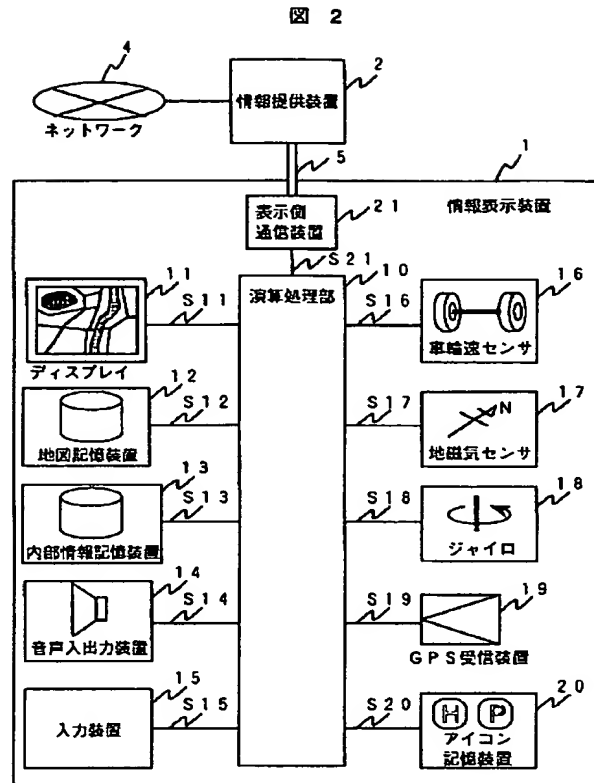 図 2
4
ネットワーク
2
情報提供装置
5
1
表示側
通信装置
21
情報表示装置
S21
10
演算処理部
11
S11
ディスプレイ
S16
16
車輪速センサ
12
S12
地図記憶装置
S17
N
17
地磁気センサ
13
S13
内部情報記憶装置
S18
18
ジャイロ
14
S14
音声入出力装置
S19
19
GPS受信装置
15
S15
入力装置
S20
H P
20
アイコン
記憶装置